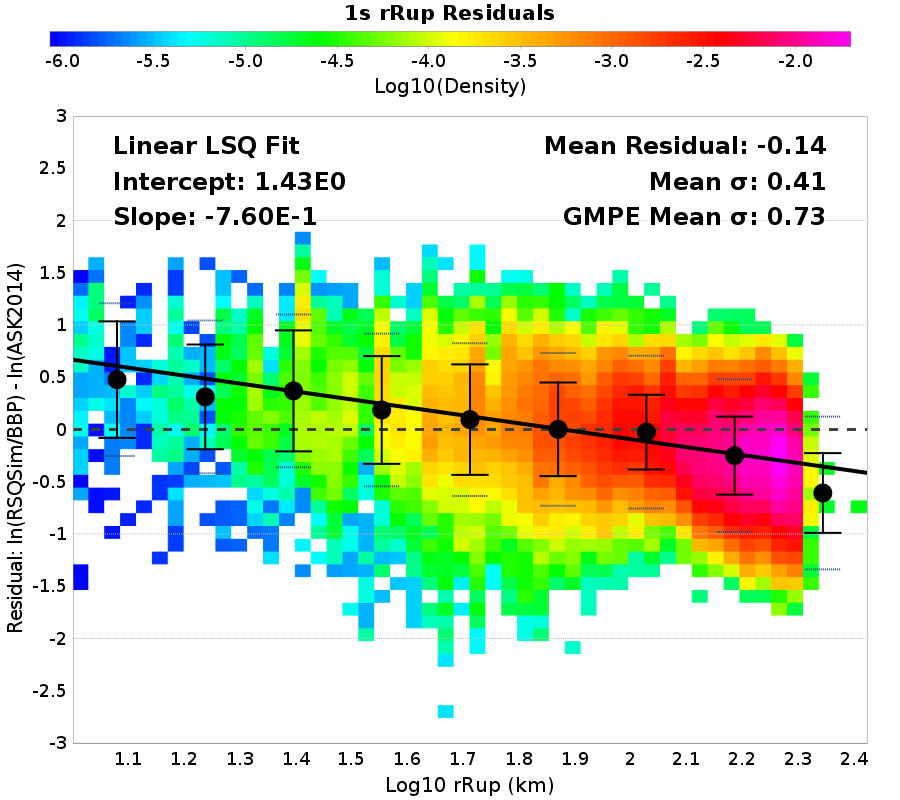 1s rRup Residuals
-6.0 -5.5 -5.0 -4.5 -4.0 -3.5 -3.0 -2.5 -2.0
Log10(Density)
Linear LSQ Fit
Intercept: 1.43E0
Slope: -7.60E-1
Mean Residual: -0.14
Mean σ: 0.41
GMPE Mean σ: 0.73
Residual: ln(RSQSim/BBP) - ln(ASK2014)
3
2.5
2
1.5
1
0.5
0
-0.5
-1
-1.5
-2
-2.5
-3
1.1 1.2 1.3 1.4 1.5 1.6 1.7 1.8 1.9 2 2.1 2.2 2.3 2.4
Log10 rRup (km)